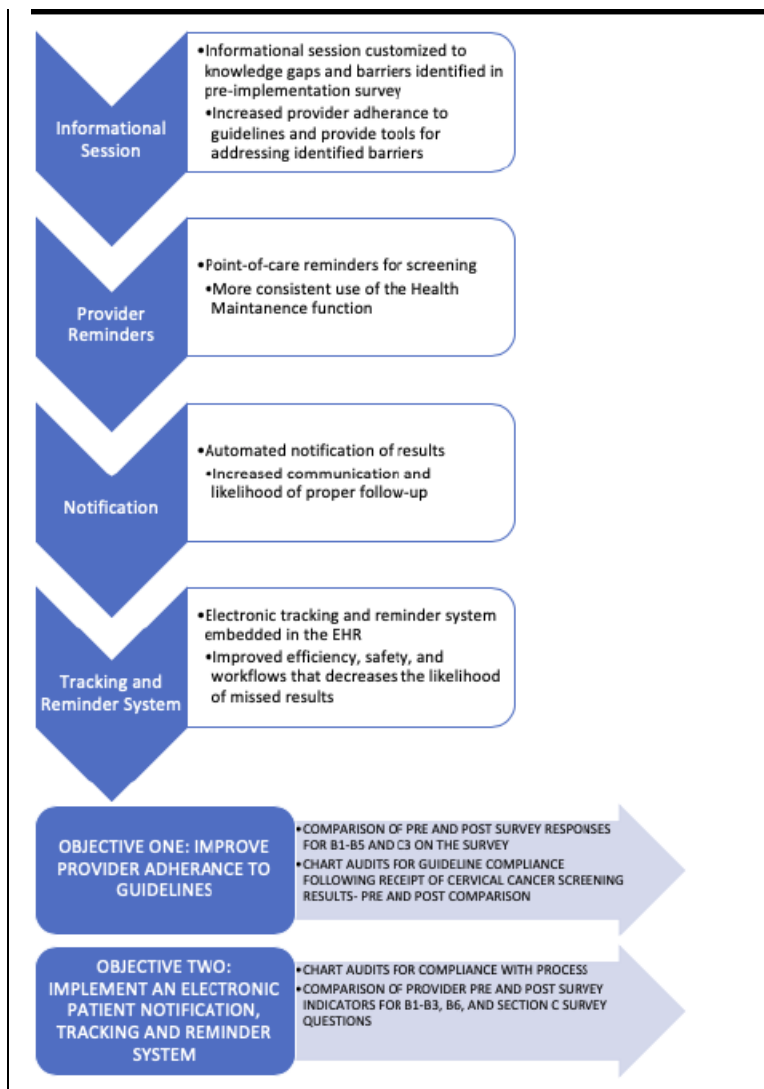 Informational
Session
•Informational session customized to
knowledge gaps and barriers identified in
pre-implementation survey
•Increased provider adherance to
guidelines and provide tools for
addressing identified barriers
Provider
Reminders
•Point-of-care reminders for screening
•More consistent use of the Health
Maintanence function
Notification
•Automated notification of results
•Increased communication and
likelihood of proper follow-up
Tracking and
Reminder System
•Electronic tracking and reminder system
embedded in the EHR
•Improved efficiency, safety, and
workflows that decreases the likelihood
of missed results
OBJECTIVE ONE: IMPROVE
PROVIDER ADHERANCE TO
GUIDELINES
•COMPARISON OF PRE AND POST SURVEY RESPONSES
FOR B1-B5 AND C3 ON THE SURVEY
•CHART AUDITS FOR GUIDELINE COMPLIANCE
FOLLOWING RECEIPT OF CERVICAL CANCER SCREENING
RESULTS- PRE AND POST COMPARISON
OBJECTIVE TWO:
IMPLEMENT AN ELECTRONIC
PATIENT NOTIFICATION,
TRACKING AND REMINDER
SYSTEM
•CHART AUDITS FOR COMPLIANCE WITH PROCESS
•COMPARISON OF PROVIDER PRE AND POST SURVEY
INDICATORS FOR B1-B3, B6, AND SECTION C SURVEY
QUESTIONS